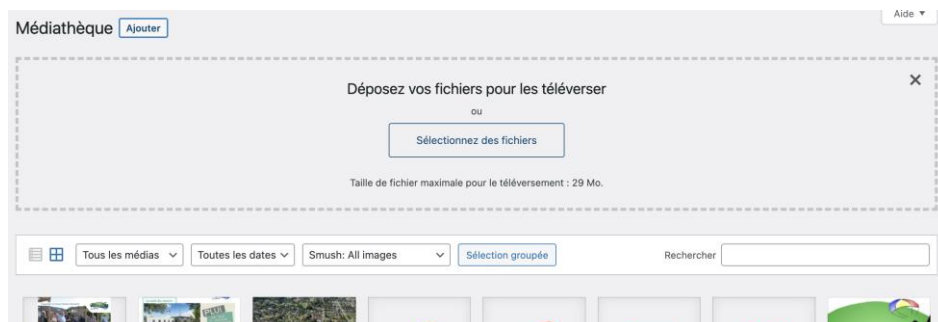 Aide ▼
Médiathèque Ajouter
Déposez vos fichiers pour les téléverser
ou
Sélectionnez des fichiers
Taille de fichier maximale pour le téléversement : 29 Mo.
Tous les médias Toutes les dates Smush: All images Sélection groupée Rechercher